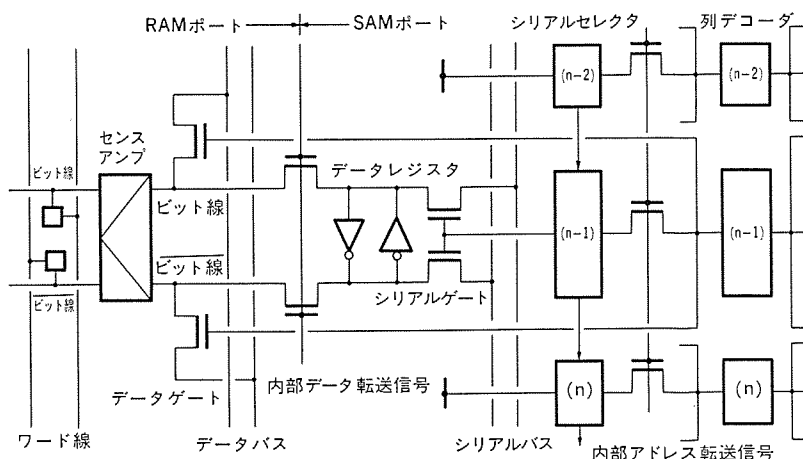 RAMポート
SAMポート
シリアルセレクタ
列デコーダ
(n-2)
(n-2)
センス
アンプ
データレジスタ
ビット線
ビット線
(n-1)
(n-1)
ビット線
ビット線
シリアルゲート
データゲート
内部データ転送信号
(n)
(n)
ワード線
データバス
シリアルバス
内部アドレス転送信号